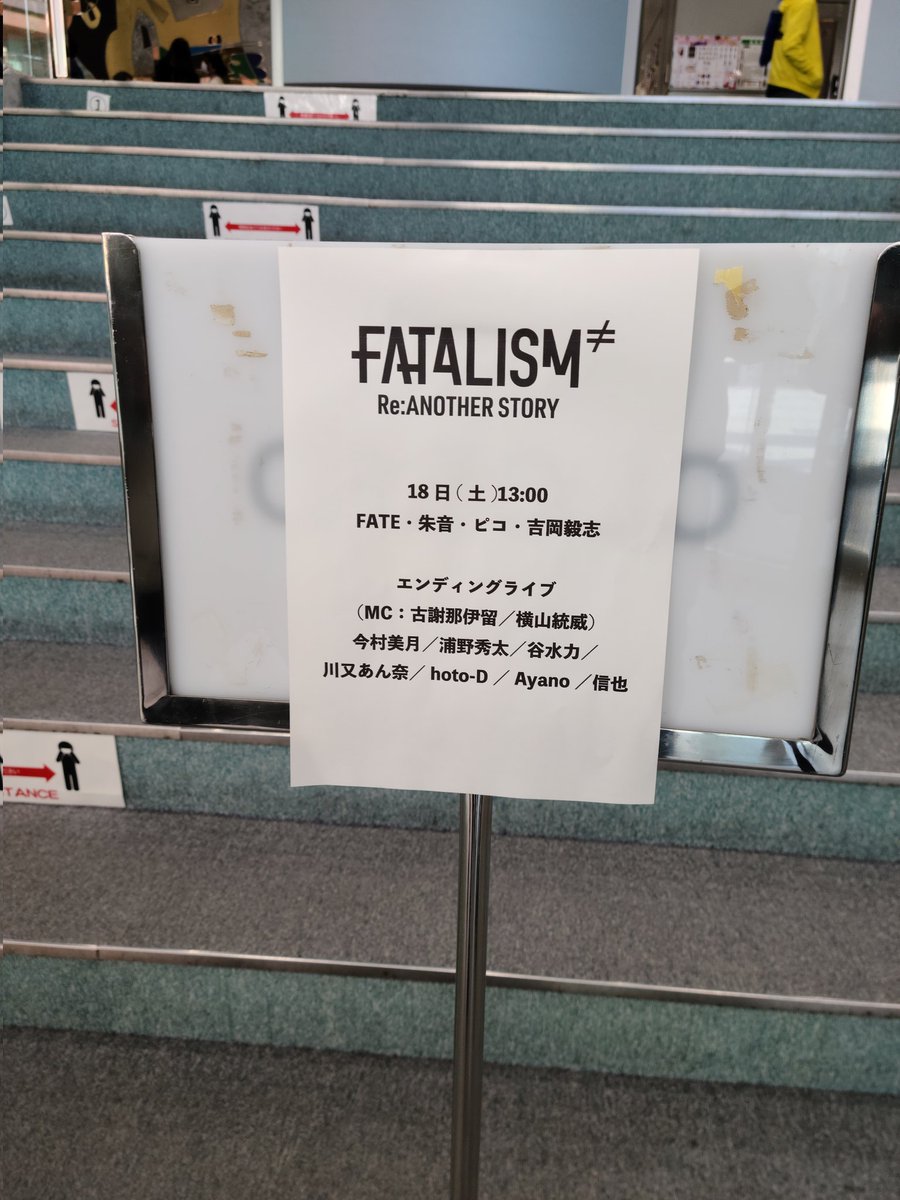 FATALISM≠
Re:ANOTHER STORY
18日(土)13:00
FATE・朱音・ピコ・吉岡毅志
エンディングライブ
(MC:古謝那伊留/横山統威)
今村美月/浦野秀太/谷水力/
川又あん奈/hoto-D/Ayano/信也
TANCE